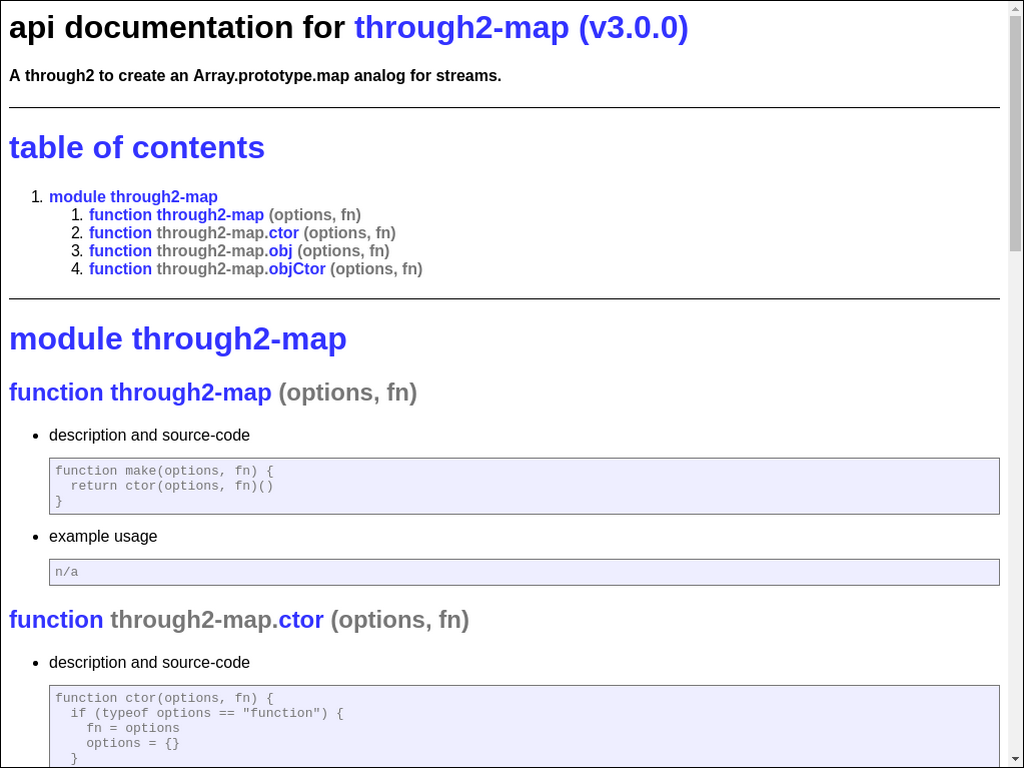 api documentation for through2-map (v3.0.0)
A through2 to create an Array.prototype.map analog for streams.
table of contents
1. module through2-map
1. function through2-map (options, fn)
2. function through2-map.ctor (options, fn)
3. function through2-map.obj (options, fn)
4. function through2-map.objCtor (options, fn)
module through2-map
function through2-map (options, fn)
• description and source-code
function make(options, fn) {
  return ctor(options, fn)()
}
• example usage
n/a
function through2-map.ctor (options, fn)
• description and source-code
function ctor(options, fn) {
  if (typeof options == "function") {
    fn = options
    options = {}
  }